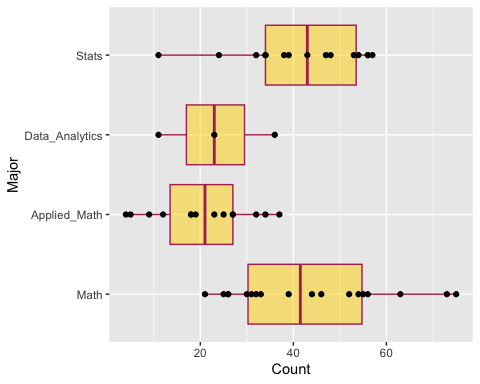 Stats
Data_Analytics
Applied_Math
Math
Major
20 40 60
Count